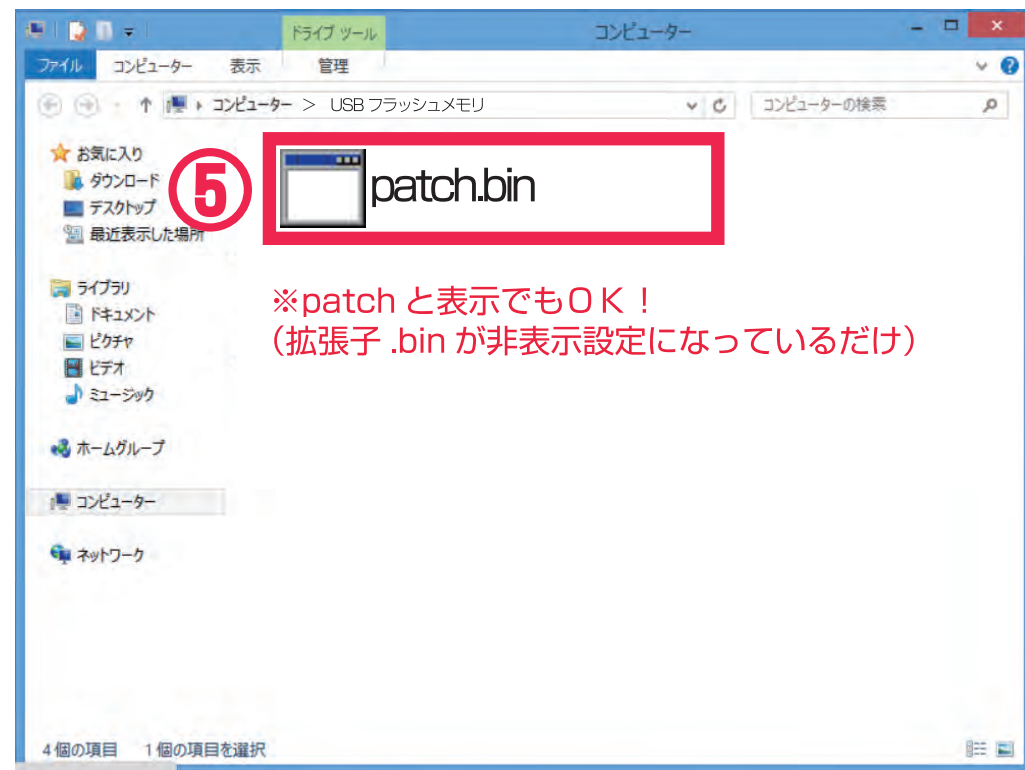 ドライブ ツール
コンピューター
ファイル コンピューター 表示 管理
コンピューター > USB フラッシュメモリ
コンピューターの検索
お気に入り
ダウンロード
デスクトップ
最近表示した場所
⑤
patch.bin
※patch と表示でもOK!
(拡張子 .bin が非表示設定になっているだけ)
ライブラリ
ドキュメント
ピクチャ
ビデオ
ミュージック
ホームグループ
コンピューター
ネットワーク
4 個の項目 1 個の項目を選択